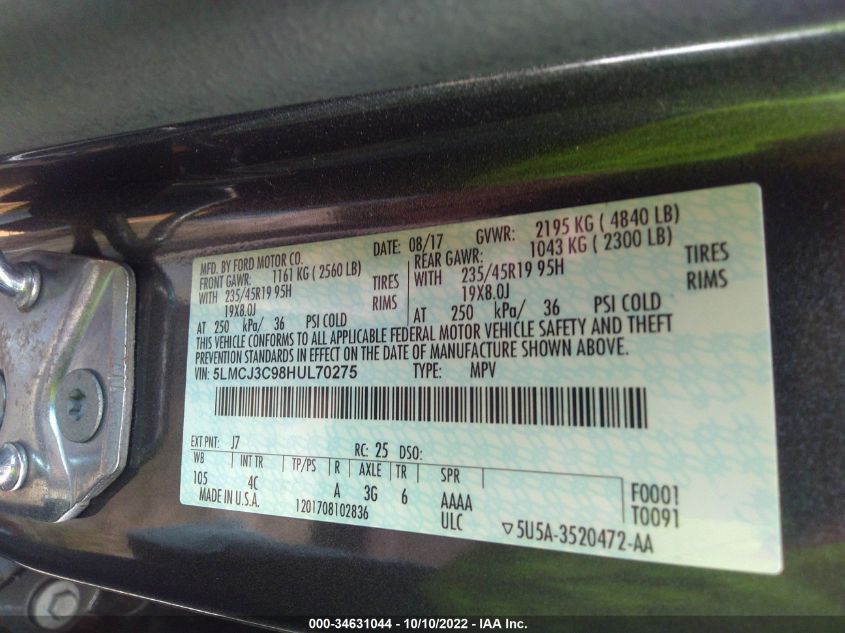 MFD. BY FORD MOTOR CO.
DATE: 08/17 GVWR: 2195 KG ( 4840 LB)
FRONT GAWR: 1161 KG ( 2560 LB)
REAR GAWR: 1043 KG ( 2300 LB)
WITH 235/45R19 95H TIRES
WITH 235/45R19 95H TIRES
19X8.0J RIMS
19X8.0J RIMS
AT 250 kPa/ 36 PSI COLD
AT 250 kPa/ 36 PSI COLD
THIS VEHICLE CONFORMS TO ALL APPLICABLE FEDERAL MOTOR VEHICLE SAFETY AND THEFT
PREVENTION STANDARDS IN EFFECT ON THE DATE OF MANUFACTURE SHOWN ABOVE.
VIN: 5LMCJ3C98HUL70275 TYPE: MPV
EXT PNT: J7 RC: 25 DSO:
WB INT TR TP/PS R AXLE TR SPR
105 4C A 3G 6 AAAA F0001
MADE IN U.S.A. 1201708102836 ULC T0091
▽5U5A-3520472-AA
000-34631044 - 10/10/2022 - IAA Inc.